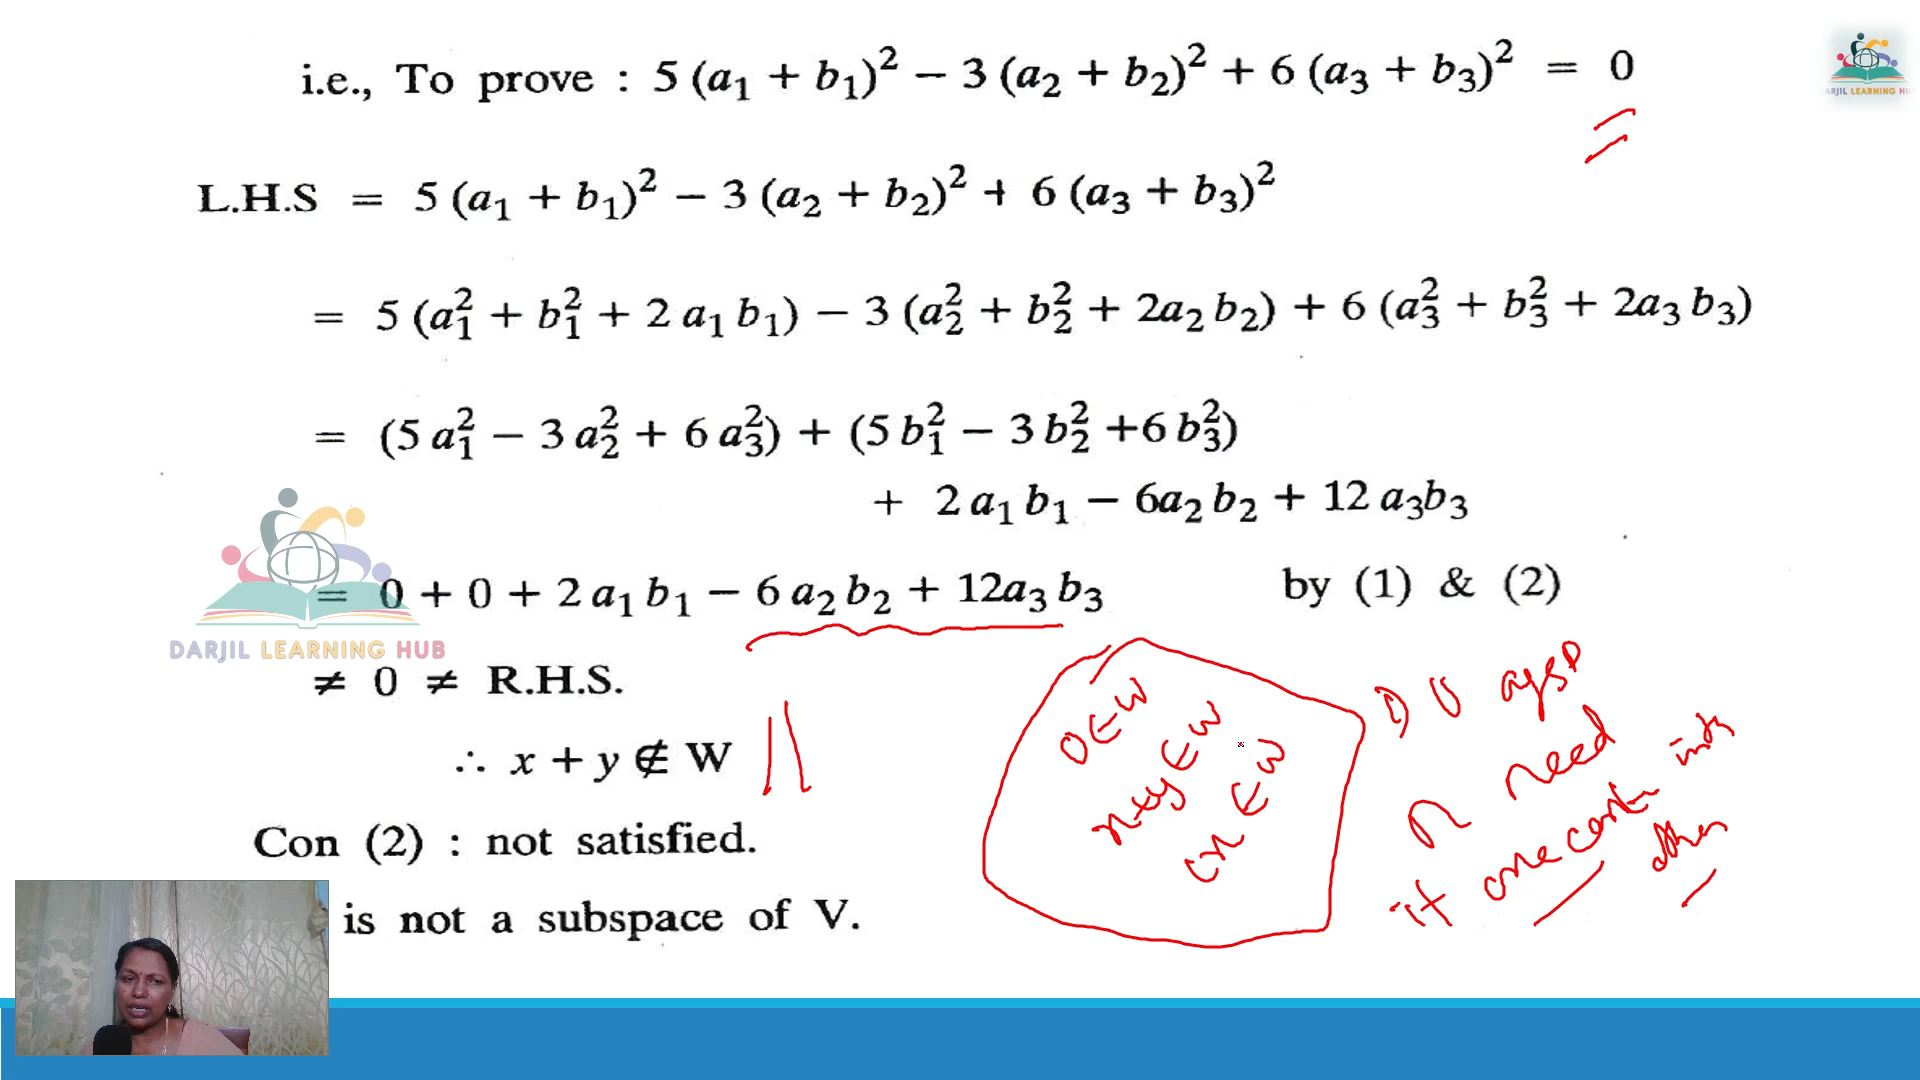 i.e., To prove : 5 (a₁ + b₁)² − 3 (a₂ + b₂)² + 6 (a₃ + b₃)² = 0
L.H.S = 5 (a₁ + b₁)² − 3 (a₂ + b₂)² + 6 (a₃ + b₃)²
= 5 (a₁² + b₁² + 2 a₁ b₁) − 3 (a₂² + b₂² + 2a₂ b₂) + 6 (a₃² + b₃² + 2a₃ b₃)
= (5 a₁² − 3 a₂² + 6 a₃²) + (5 b₁² − 3 b₂² +6 b₃²)
+ 2 a₁ b₁ − 6a₂ b₂ + 12 a₃b₃
= 0 + 0 + 2 a₁ b₁ − 6 a₂ b₂ + 12a₃ b₃ by (1) & (2)
DARJIL LEARNING HUB
≠ 0 ≠ R.H.S.
∴ x + y ∉ W
Con (2) : not satisfied.
is not a subspace of V.
0 ∈ W
x+y ∈ W
cx ∈ W
need
if one
other